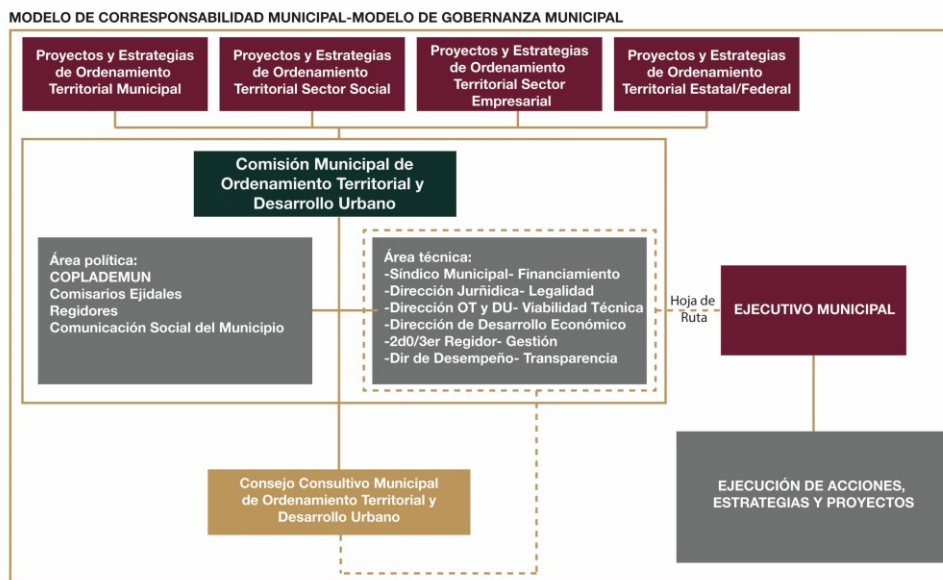 MODELO DE CORRESPONSABILIDAD MUNICIPAL-MODELO DE GOBERNANZA MUNICIPAL
Proyectos y Estrategias
de Ordenamiento
Territorial Municipal
Proyectos y Estrategias
de Ordenamiento
Territorial Sector Social
Proyectos y Estrategias
de Ordenamiento
Territorial Sector
Empresarial
Proyectos y Estrategias
de Ordenamiento
Territorial Estatal/Federal
Comisión Municipal de
Ordenamiento Territorial y
Desarrollo Urbano
Área política:
COPLADEMUN
Comisarios Ejidales
Regidores
Comunicación Social del Municipio
Área técnica:
-Síndico Municipal- Financiamiento
-Dirección Jurñidica- Legalidad
-Dirección OT y DU- Viabilidad Técnica
-Dirección de Desarrollo Económico
-2d0/3er Regidor- Gestión
-Dir de Desempeño- Transparencia
Hoja de
Ruta
EJECUTIVO MUNICIPAL
Consejo Consultivo Municipal
de Ordenamiento Territorial y
Desarrollo Urbano
EJECUCIÓN DE ACCIONES,
ESTRATEGIAS Y PROYECTOS